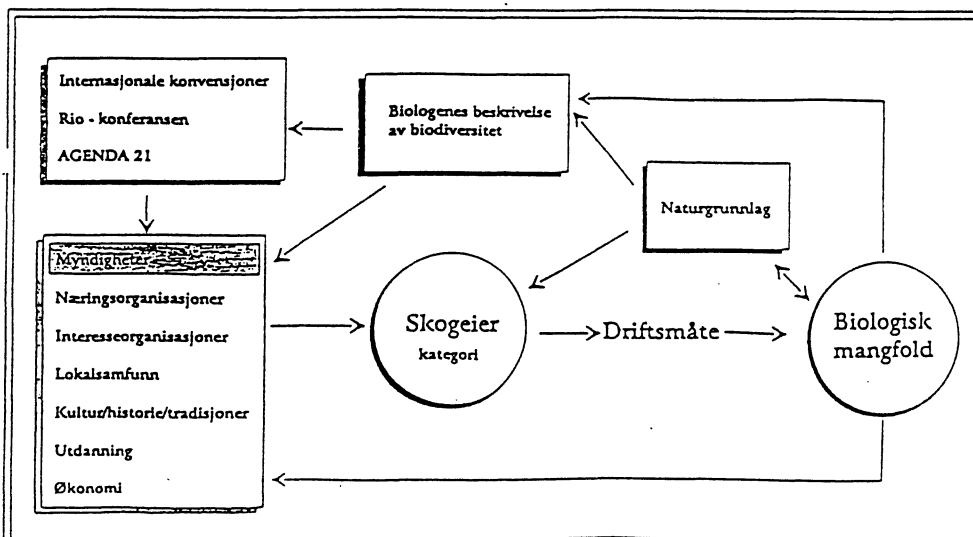 Internasjonale konvensjoner
Rio - konferansen
AGENDA 21
Biologenes beskrivelse
av biodiversitet
Naturgrunnlag
Myndigheter
Næringsorganisasjoner
Interesseorganisasjoner
Lokalsamfunn
Kultur/historie/tradisjoner
Utdanning
Økonomi
Skogeier
kategori
Driftsmåte
Biologisk
mangfold